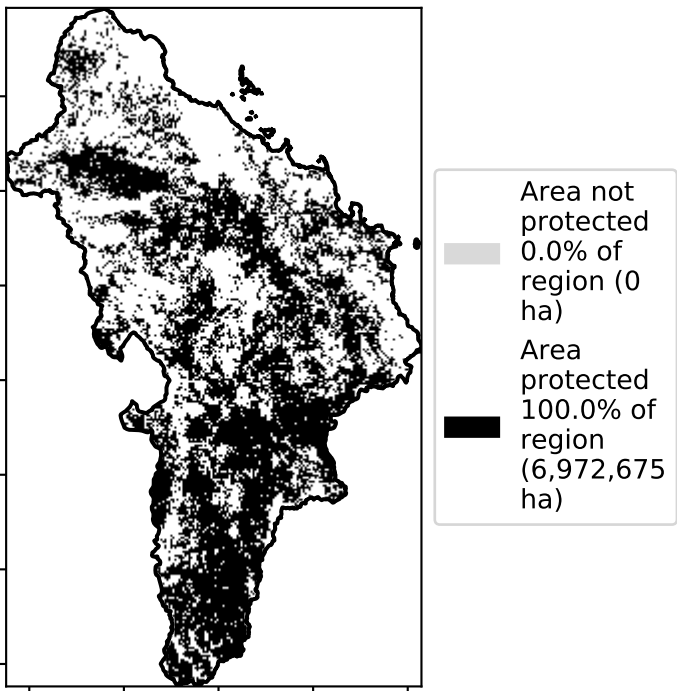 Area not
protected
0.0% of
region (0
ha)
Area
protected
100.0% of
region
(6,972,675
ha)